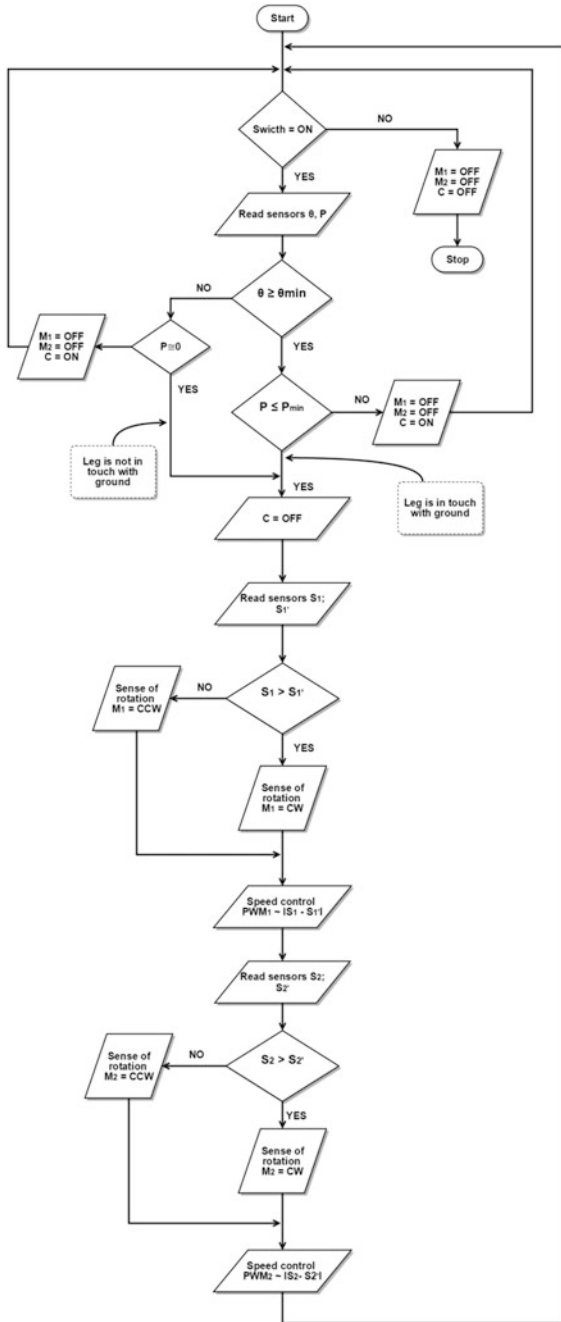 Start
Swicth = ON
NO
M₁ = OFF
M₂ = OFF
C = OFF
Stop
YES
Read sensors θ, P
θ ≥ θmin
NO
P≅0
M₁ = OFF
M₂ = OFF
C = ON
YES
YES
P ≤ Pmin
NO
M₁ = OFF
M₂ = OFF
C = ON
Leg is not in
touch with
ground
YES
Leg is in touch
with ground
C = OFF
Read sensors S₁;
S₁'
S₁ > S₁'
NO
Sense of
rotation
M₁ = CCW
YES
Sense of
rotation
M₁ = CW
Speed control
PWM₁ ~ |S₁ - S₁'|
Read sensors S₂;
S₂'
S₂ > S₂'
NO
Sense of
rotation
M₂ = CCW
YES
Sense of
rotation
M₂ = CW
Speed control
PWM₂ ~ |S₂- S2'|